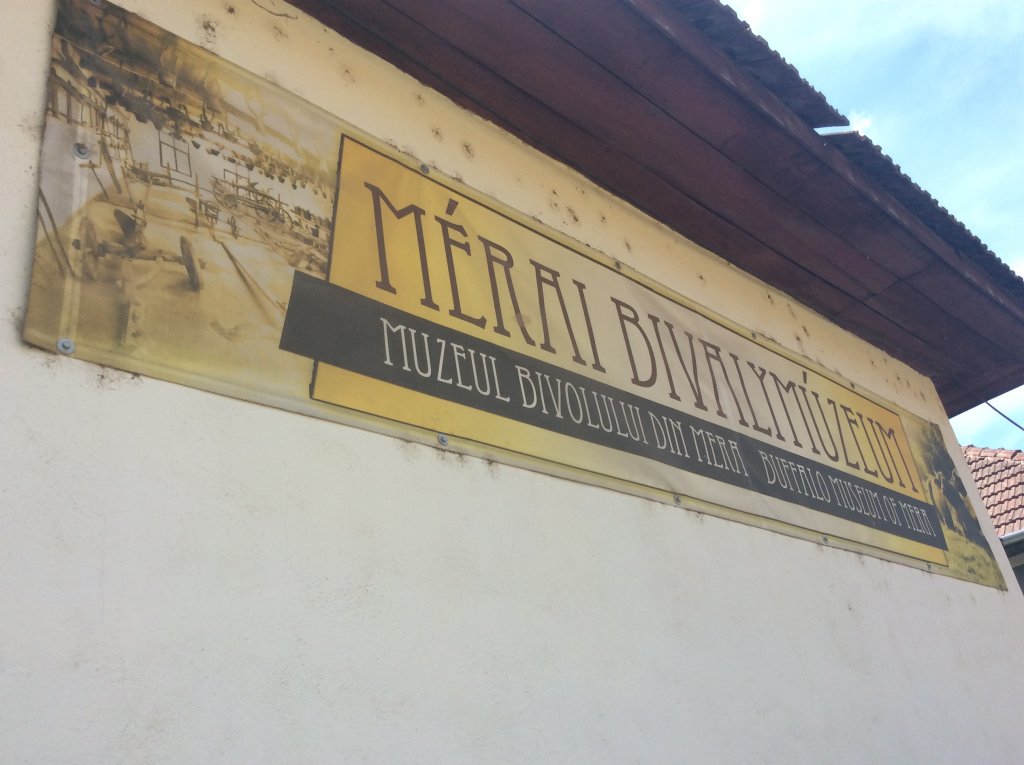 MÉRAI BIVALYMÚZEUM
MUZEUL BIVOLULUI DIN MERA BUFFALO MUSEUM OF MERA